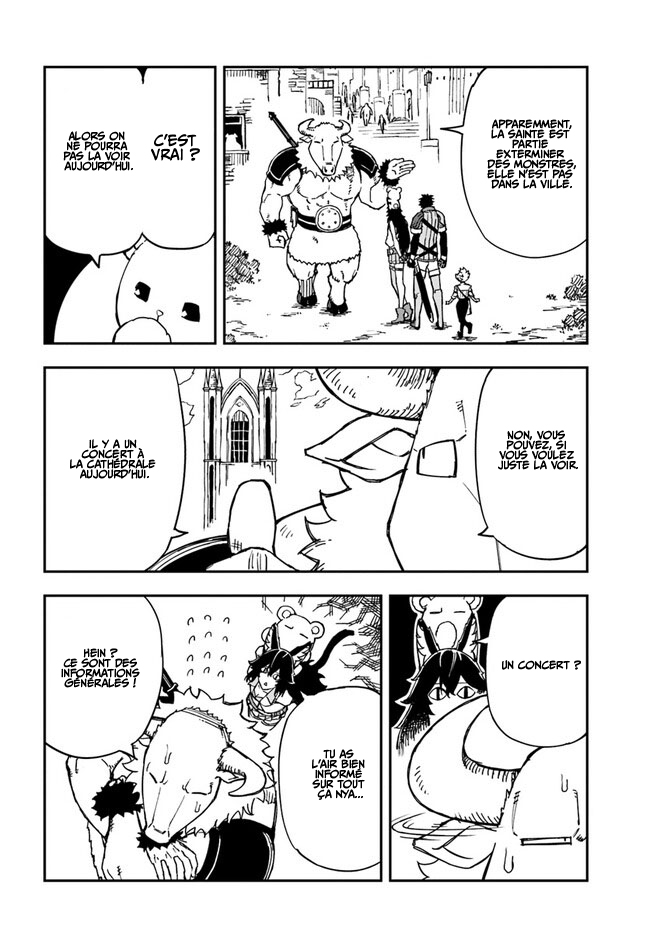 APPAREMMENT,
LA SAINTE EST
PARTIE
EXTERMINER
DES MONSTRES,
ELLE N'EST PAS
DANS LA VILLE.
C'EST
VRAI ?
ALORS ON
NE POURRA
PAS LA VOIR
AUJOURD'HUI.
NON, VOUS
POUVEZ, SI
VOUS VOULEZ
JUSTE LA VOIR.
IL Y A UN
CONCERT À
LA CATHÉDRALE
AUJOURD'HUI.
UN CONCERT ?
TU AS
L'AIR BIEN
INFORMÉ
SUR TOUT
ÇA NYA...
HEIN ?
CE SONT DES
INFORMATIONS
GÉNÉRALES !